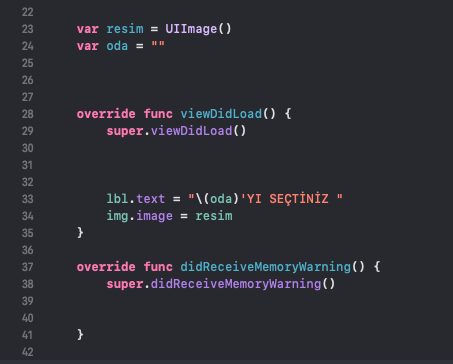 22
23 var resim = UIImage()
24 var oda = ""
25
26
27
28 override func viewDidLoad() {
29 super.viewDidLoad()
30
31
32
33 lbl.text = "\(oda)'YI SEÇTİNİZ "
34 img.image = resim
35 }
36
37 override func didReceiveMemoryWarning() {
38 super.didReceiveMemoryWarning()
39
40
41 }
42